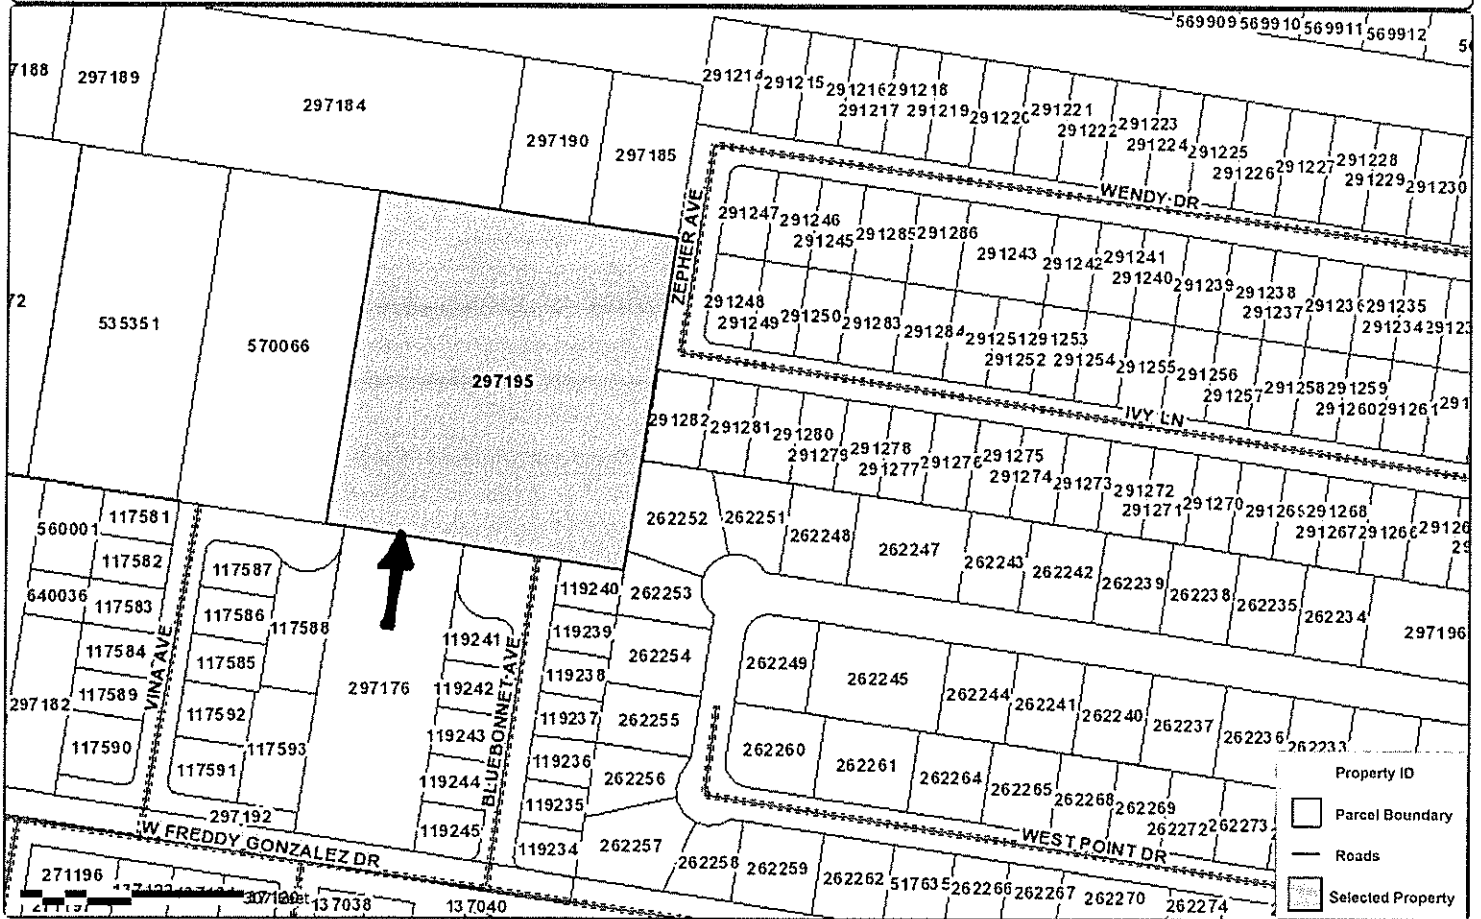 569909 569910 569911 569912
7188
297189
297184
297190
297185
291214 291215 291216 291218
291217 291219 291220 291221
291222 291223
291224 291225
291226 291227 291228
291229 291230
WENDY DR
ZEPHER AVE
291247 291246
291245 291285 291286
291243 291242 291241
291240 291239 291238
291237 291236 291235
291234
72
535351
570066
297195
291248
291249 291250 291283 291284 291251 291253
291252 291254 291255 291256
291257 291258 291259
291260 291261
IVY LN
291282 291281 291280
291279 291278
291277 291276 291275
291274 291273 291272
291271 291270 291269 291268
291267 291266
262252 262251
262248 262247 262243 262242 262239 262238 262235 262234
297196
560001 117581
117582
640036 117583
117584
117589
297182
117590
VINA AVE
117587
117586 117588
117585
117592
117593
117591
297192
297176
119241
119242
119243
119244
119245
BLUEBONNET AVE
119240 262253
119239
262254
119238
119237 262255
119236
262256
119235
119234 262257
262249
262245
262244 262241 262240 262237 262236 262233
262260 262261 262264 262265 262268 262269
262272 262273
W FREDDY GONZALEZ DR
WEST POINT DR
262258 262259 262262 517635 262266 262267 262270 262274
271196
137038
137040
Property ID
Parcel Boundary
Roads
Selected Property